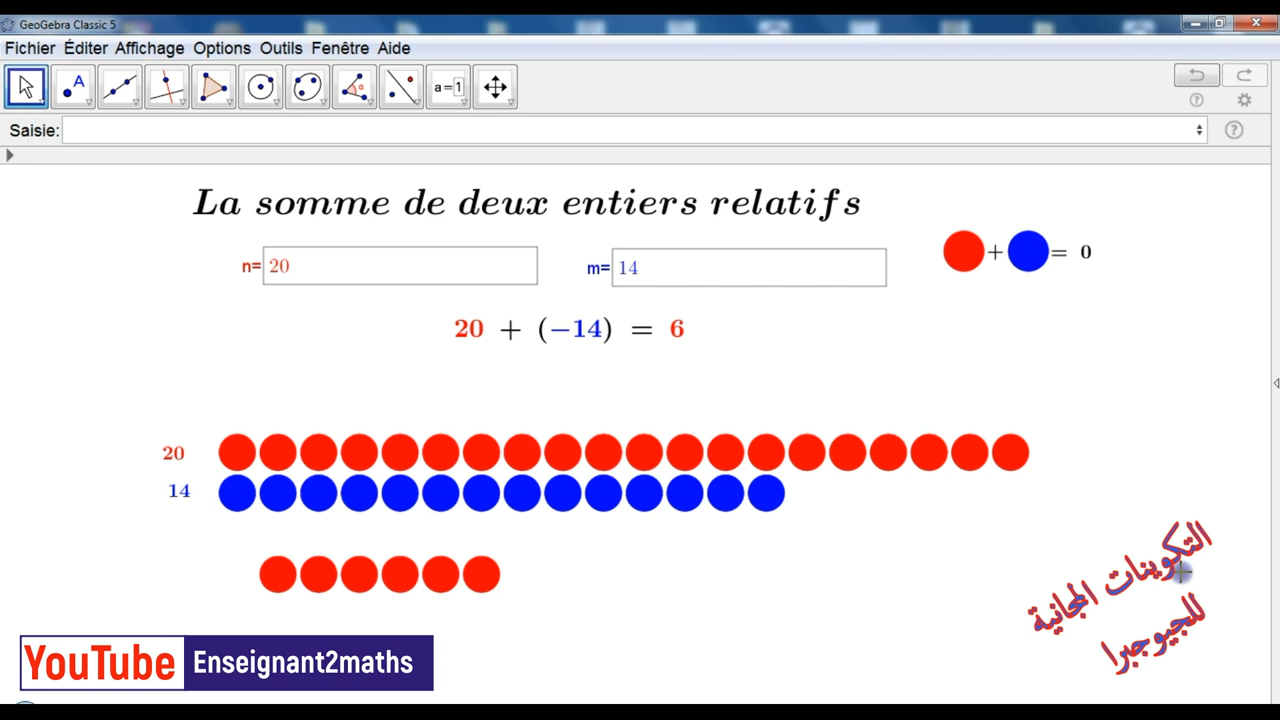 GeoGebra Classic 5
Fichier Éditer Affichage Options Outils Fenêtre Aide
A
α
a=1
Saisie:
La somme de deux entiers relatifs
n= 20
m= 14
+ = 0
20 + (−14) = 6
20
14
التكوينات المجانية
للجيوجبرا
YouTube Enseignant2maths